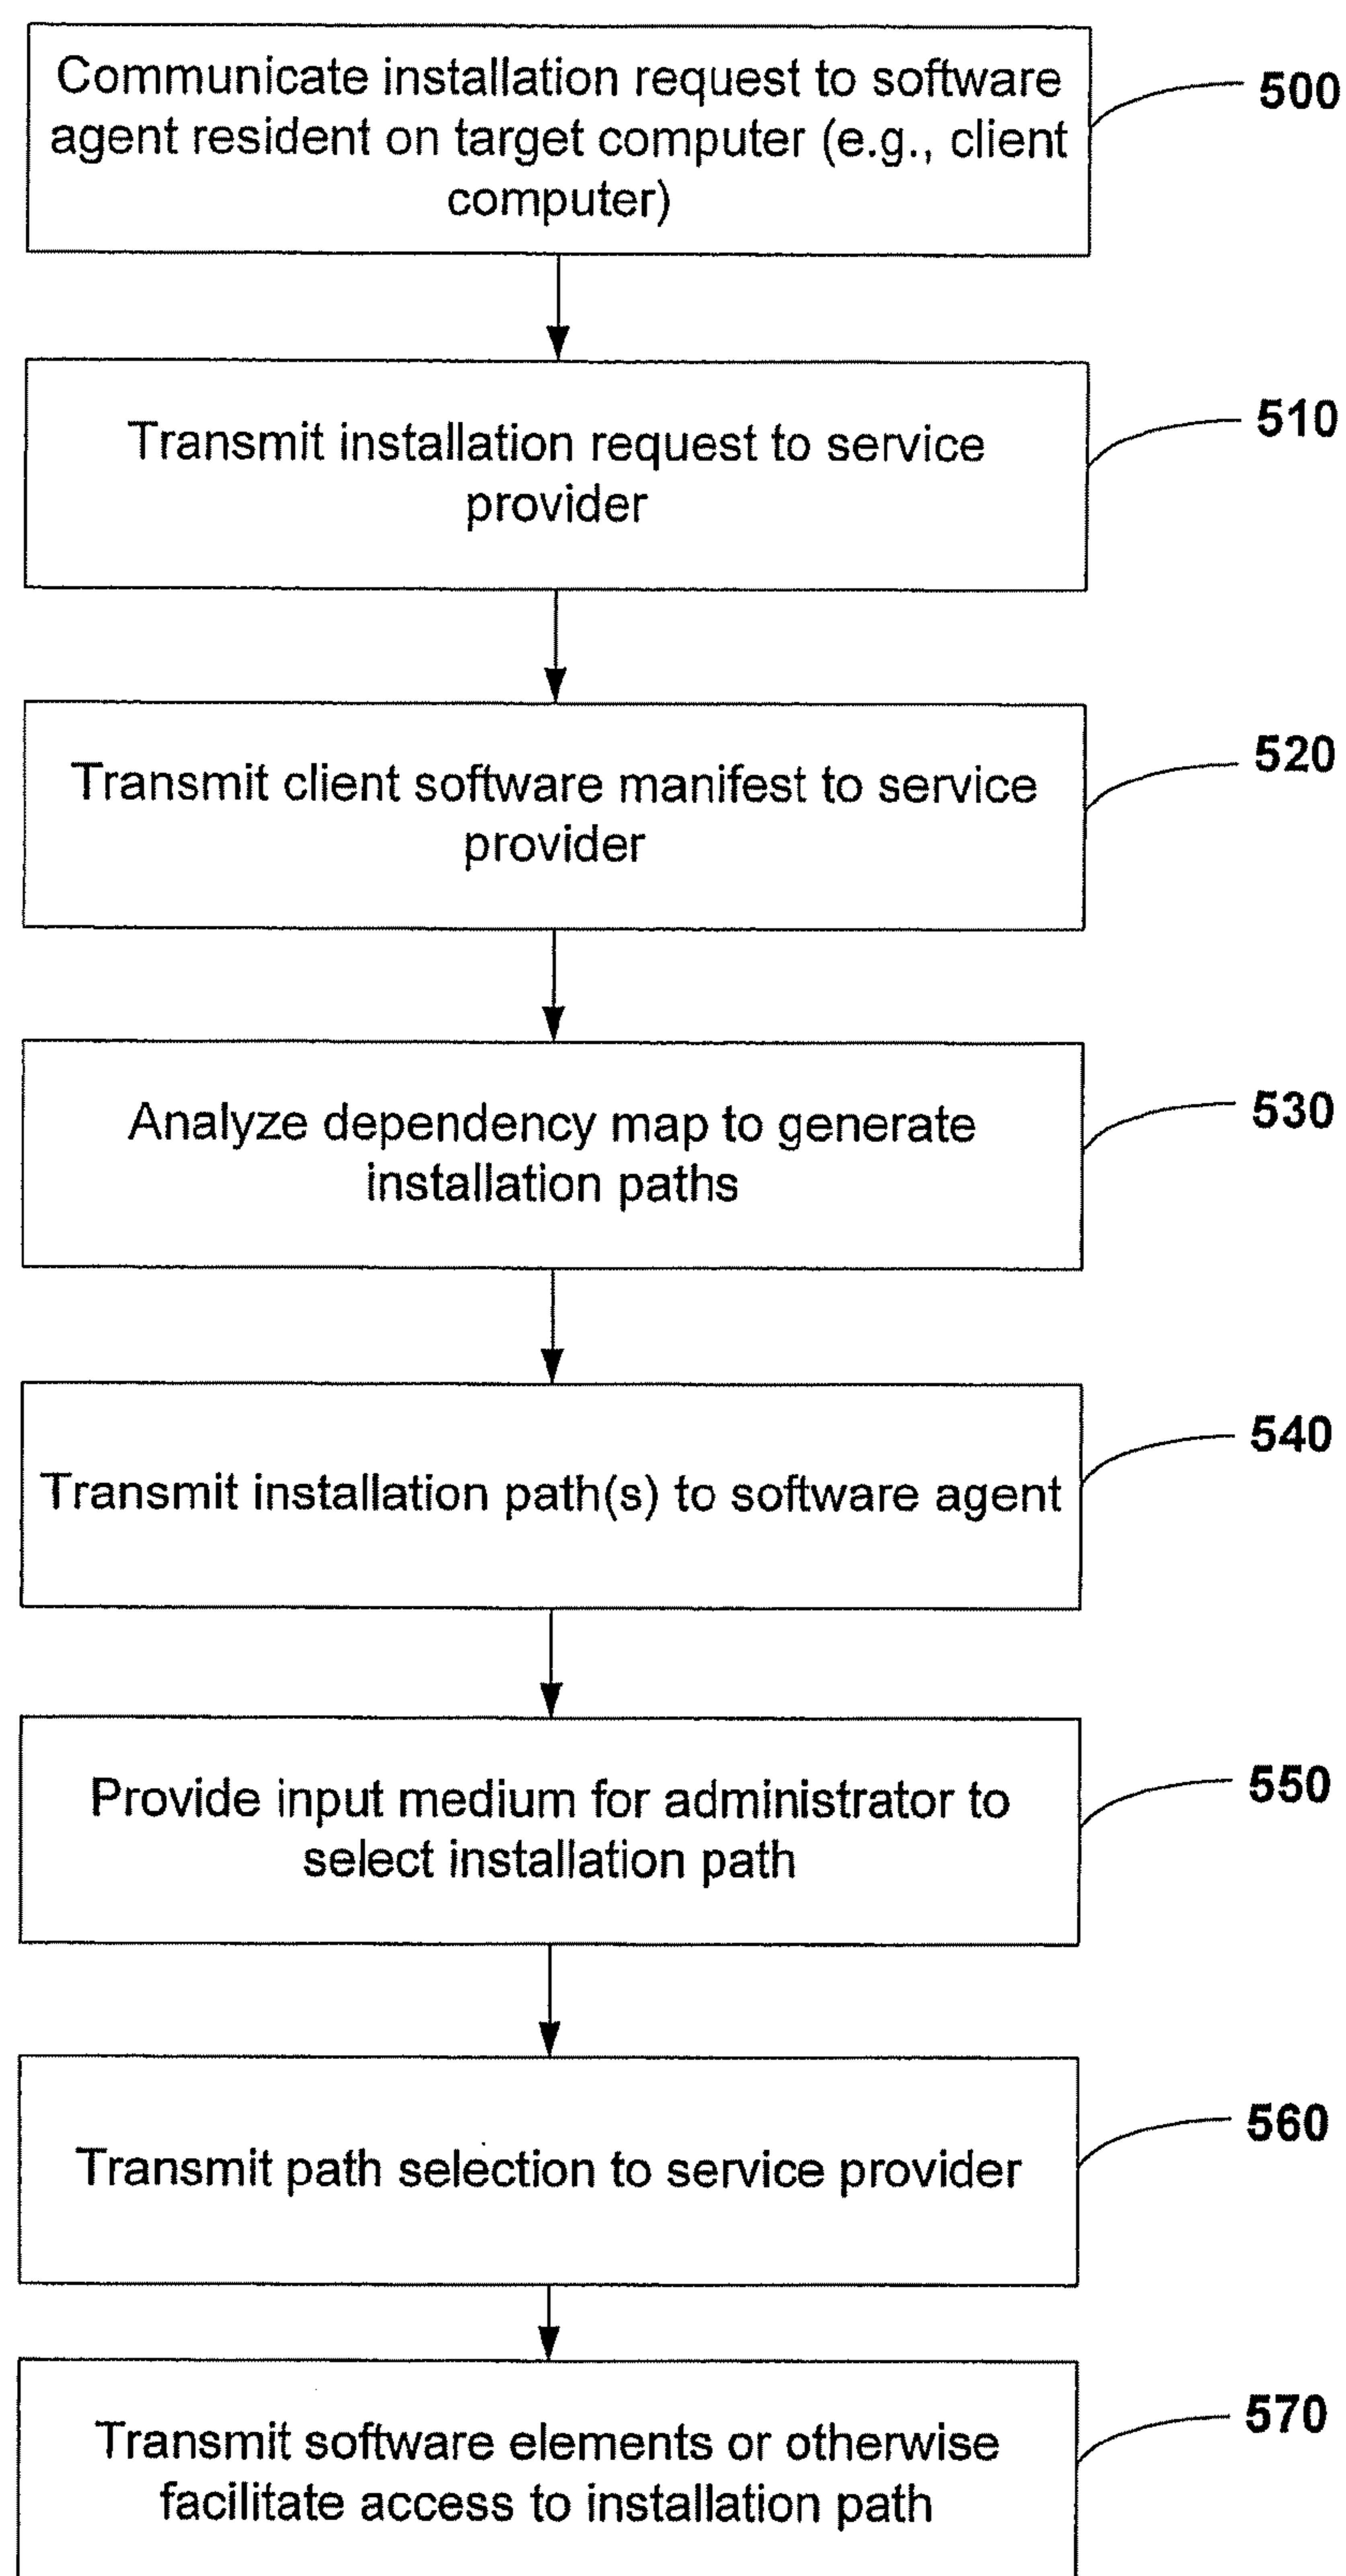 Communicate installation request to software
agent resident on target computer (e.g., client
computer)
500
Transmit installation request to service
provider
510
Transmit client software manifest to service
provider
520
Analyze dependency map to generate
installation paths
530
Transmit installation path(s) to software agent
540
Provide input medium for administrator to
select installation path
550
Transmit path selection to service provider
560
Transmit software elements or otherwise
facilitate access to installation path
570